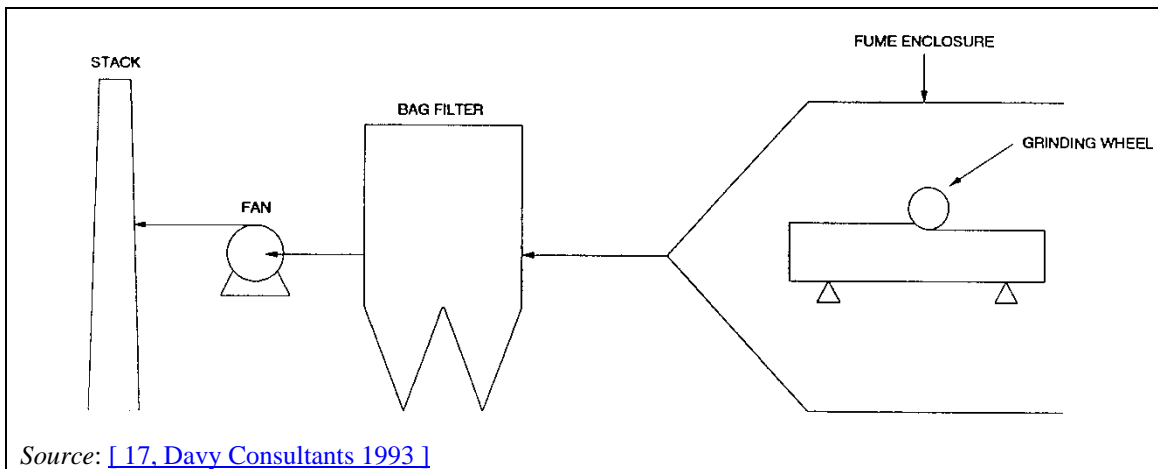 FUME ENCLOSURE
STACK
BAG FILTER
GRINDING WHEEL
FAN
Source: [ 17, Davy Consultants 1993 ]